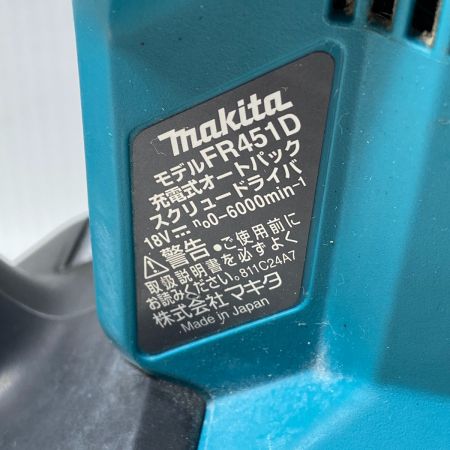 makita
モデルFR451D
充電式オートパック
スクリュードライバ
18V⎓ n₀0-6000min-1
⚠警告・ご使用前に
取扱説明書を必ずよく
お読みください。811C24A7
株式会社マキタ
Made in Japan